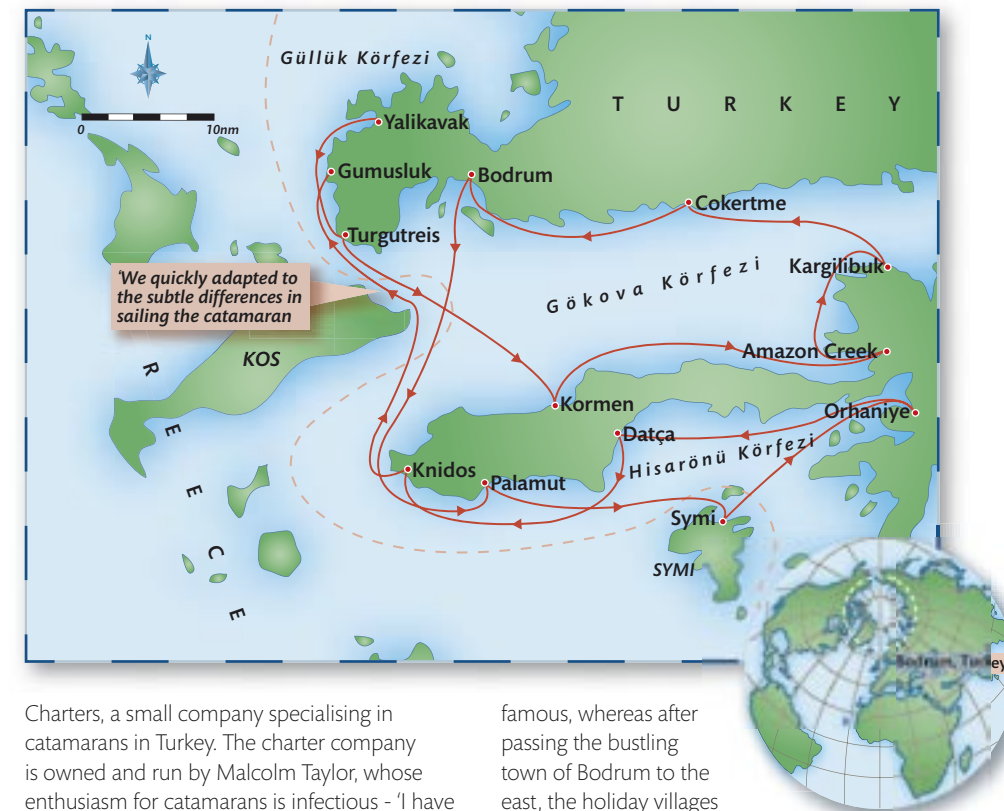 N
Güllük Körfezi
0 10nm
T U R K E Y
Yalikavak
Gumusluk
Bodrum
Cokertme
Turgutreis
Kargilibuk
'We quickly adapted to
the subtle differences in
sailing the catamaran
Gökova Körfezi
KOS
Amazon Creek
R E E C E
Kormen
Orhaniye
Datça
Hisarönü Körfezi
Knidos
Palamut
Symi
SYMI
Bodrum, Turkey
Charters, a small company specialising in
catamarans in Turkey. The charter company
is owned and run by Malcolm Taylor, whose
enthusiasm for catamarans is infectious - 'I have
famous, whereas after
passing the bustling
town of Bodrum to the
east, the holiday villages